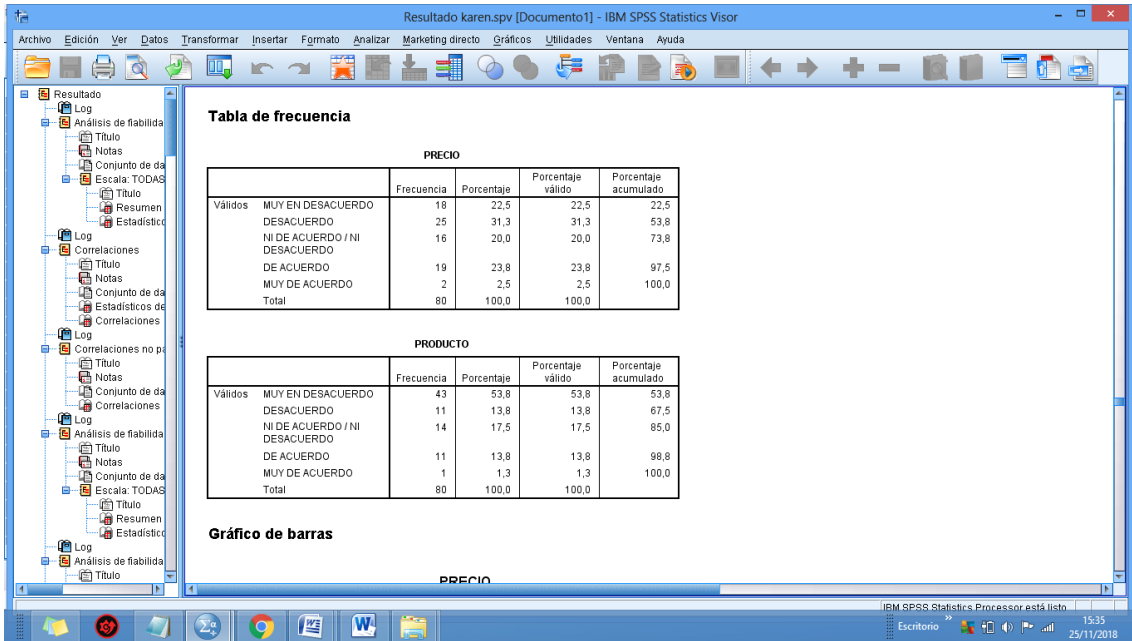 Resultado karen.spv [Documento1] - IBM SPSS Statistics Visor
Archivo Edición Ver Datos Transformar Insertar Formato Analizar Marketing directo Gráficos Utilidades Ventana Ayuda
Resultado
Log
Análisis de fiabilida
Título
Notas
Conjunto de da
Escala: TODAS
Título
Resumen
Estadístic
Log
Correlaciones
Título
Notas
Conjunto de da
Estadísticos de
Correlaciones
Log
Correlaciones no pa
Título
Notas
Conjunto de da
Correlaciones
Log
Análisis de fiabilida
Título
Notas
Conjunto de da
Escala: TODAS
Título
Resumen
Estadístic
Log
Análisis de fiabilida
Título
Tabla de frecuencia
PRECIO
Frecuencia Porcentaje Porcentaje válido Porcentaje acumulado
Válidos MUY EN DESACUERDO 18 22,5 22,5 22,5
DESACUERDO 25 31,3 31,3 53,8
NI DE ACUERDO / NI DESACUERDO 16 20,0 20,0 73,8
DE ACUERDO 19 23,8 23,8 97,5
MUY DE ACUERDO 2 2,5 2,5 100,0
Total 80 100,0 100,0
PRODUCTO
Frecuencia Porcentaje Porcentaje válido Porcentaje acumulado
Válidos MUY EN DESACUERDO 43 53,8 53,8 53,8
DESACUERDO 11 13,8 13,8 67,5
NI DE ACUERDO / NI DESACUERDO 14 17,5 17,5 85,0
DE ACUERDO 11 13,8 13,8 98,8
MUY DE ACUERDO 1 1,3 1,3 100,0
Total 80 100,0 100,0
Gráfico de barras
PRECIO
IBM SPSS Statistics Processor está listo
Escritorio
15:35
25/11/2018